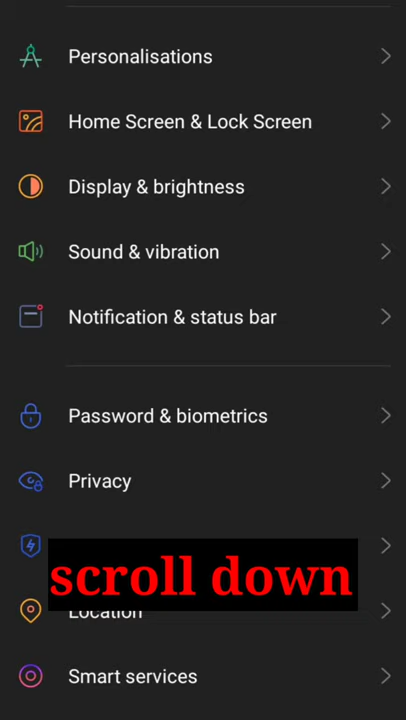 Personalisations
Home Screen & Lock Screen
Display & brightness
Sound & vibration
Notification & status bar
Password & biometrics
Privacy
scroll down
Location
Smart services